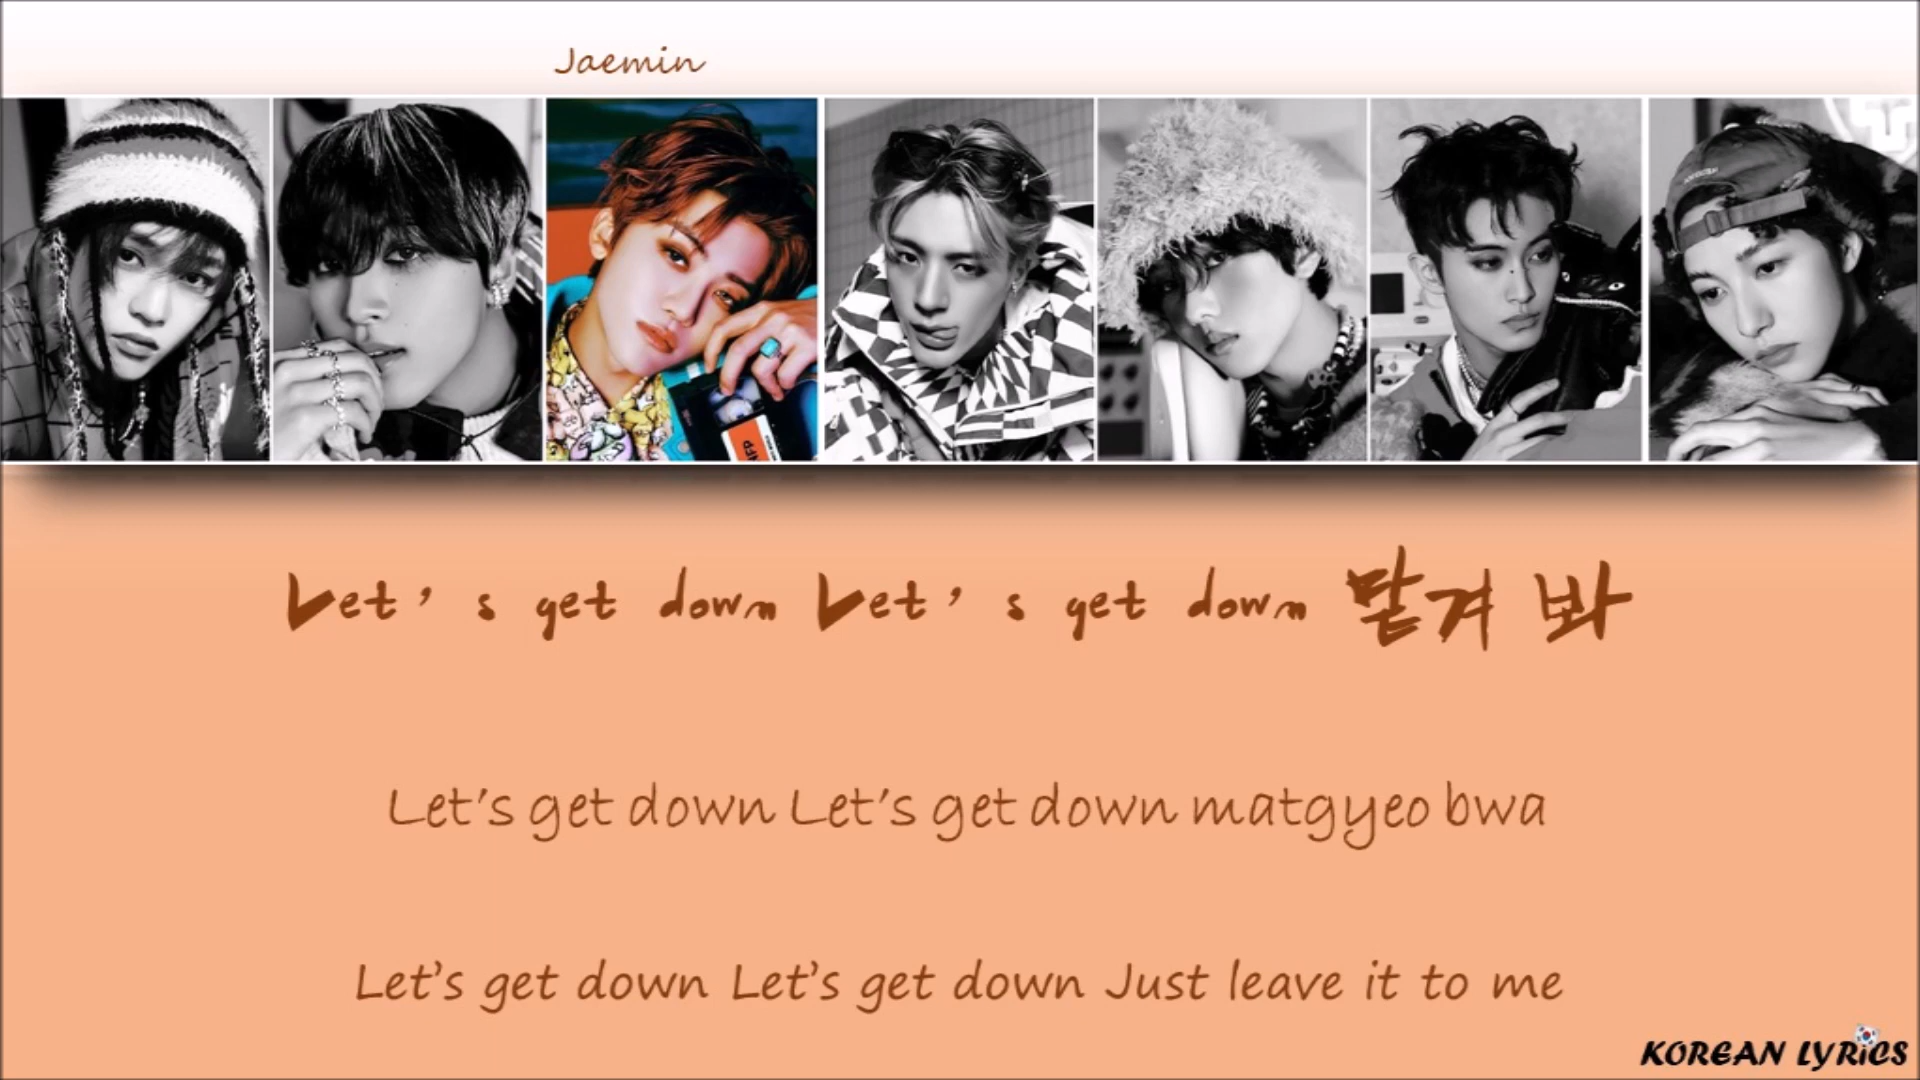 Jaemin
Let's get down Let's get down 맡겨 봐
Let's get down Let's get down matgyeo bwa
Let's get down Let's get down Just leave it to me
KOREAN LYRICS